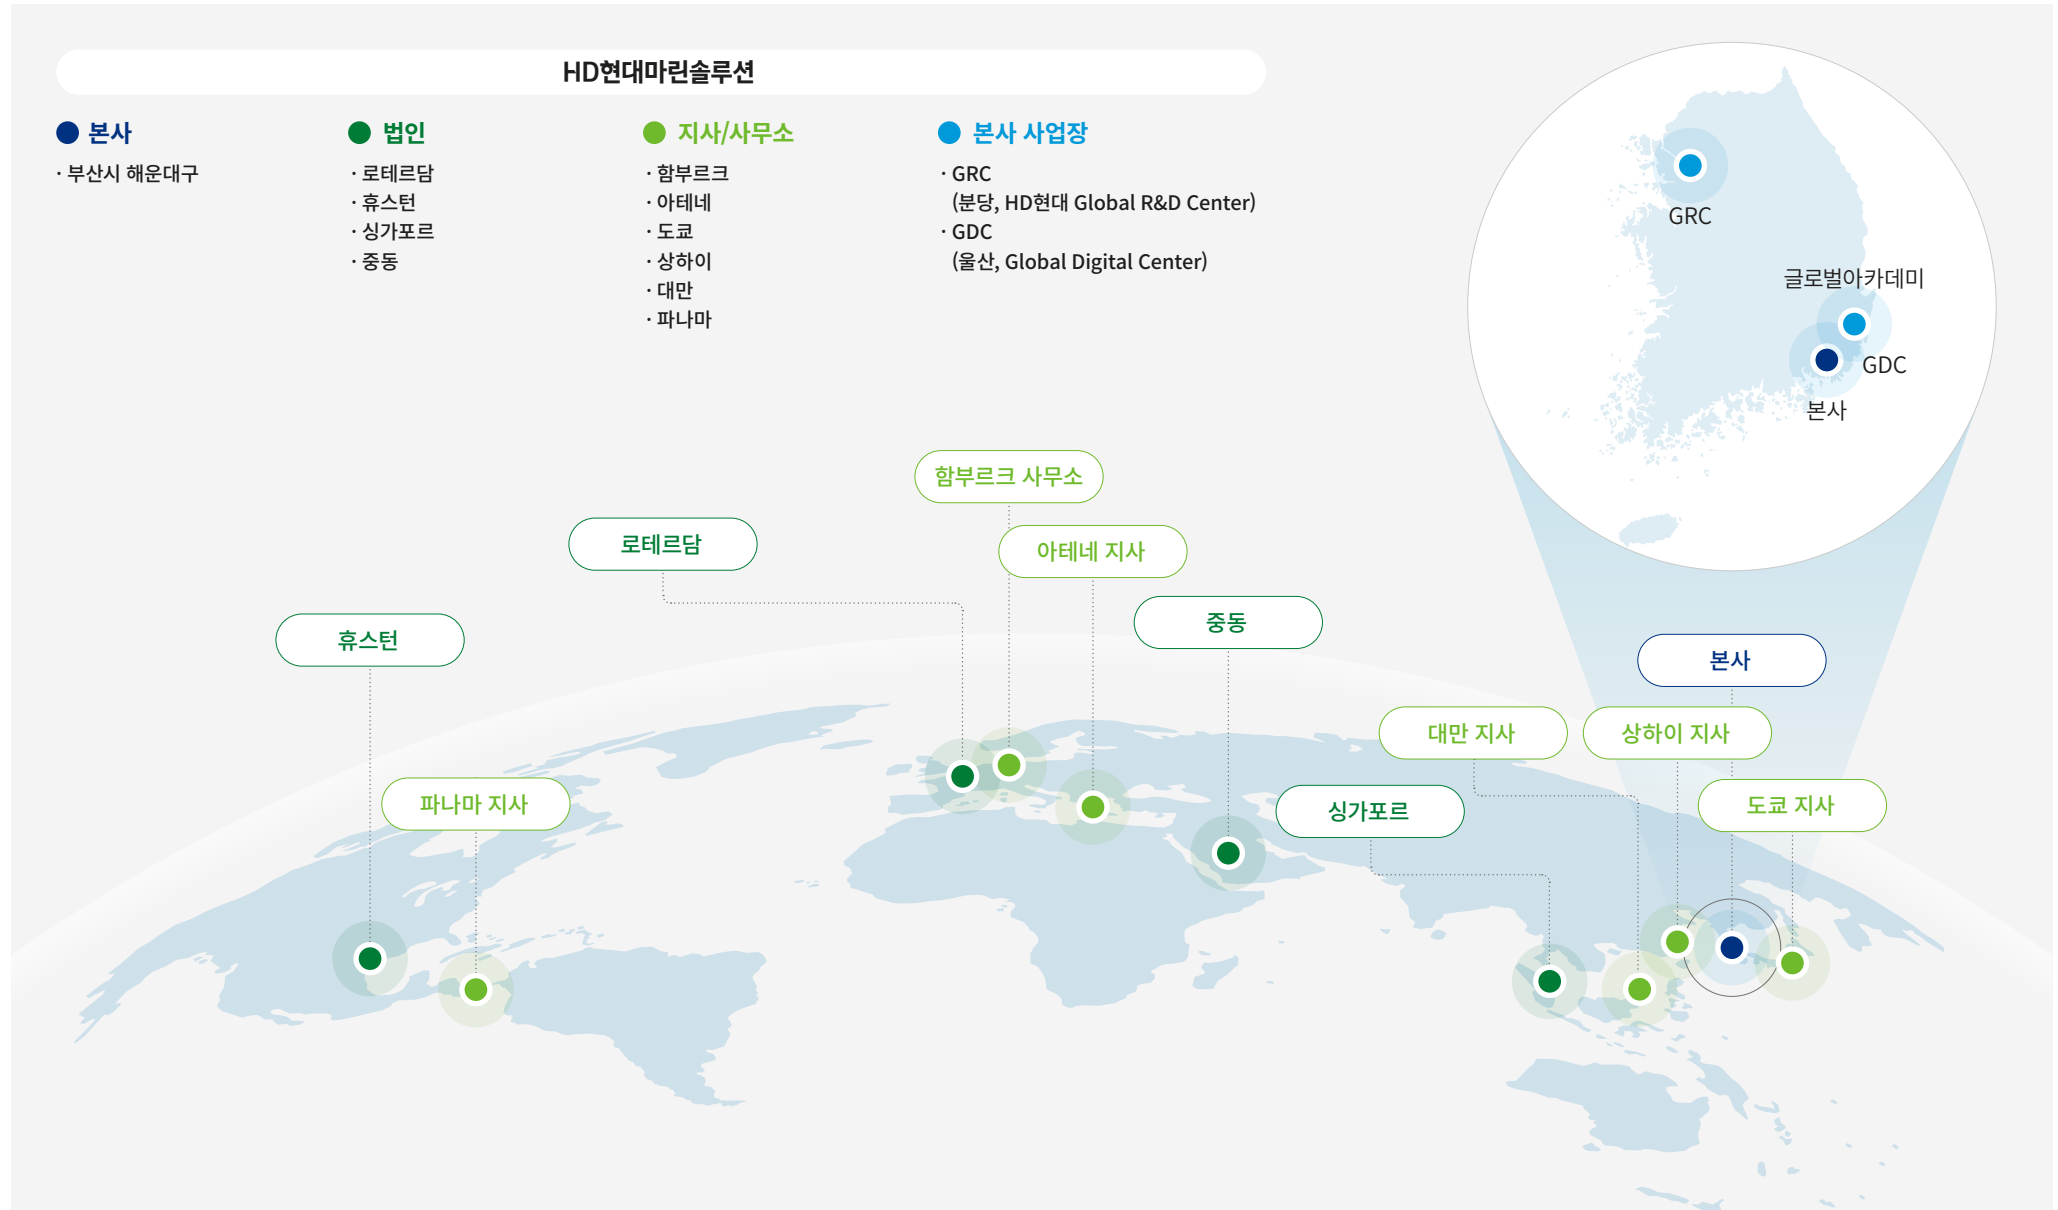 HD현대마린솔루션
본사
· 부산시 해운대구
법인
· 로테르담
· 휴스턴
· 싱가포르
· 중동
지사/사무소
· 함부르크
· 아테네
· 도쿄
· 상하이
· 대만
· 파나마
본사 사업장
· GRC
(분당, HD현대 Global R&D Center)
· GDC
(울산, Global Digital Center)
GRC
글로벌아카데미
GDC
본사
함부르크 사무소
로테르담
아테네 지사
중동
휴스턴
본사
대만 지사
상하이 지사
파나마 지사
싱가포르
도쿄 지사